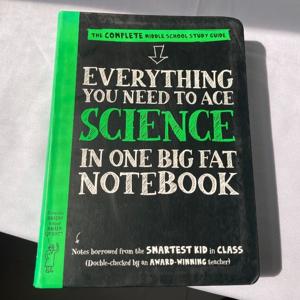 THE COMPLETE MIDDLE SCHOOL STUDY GUIDE
EVERYTHING
YOU NEED TO ACE
SCIENCE
IN ONE BIG FAT
NOTEBOOK
Notes borrowed from the SMARTEST KID in CLASS
(Double-checked by an AWARD-WINNING teacher)